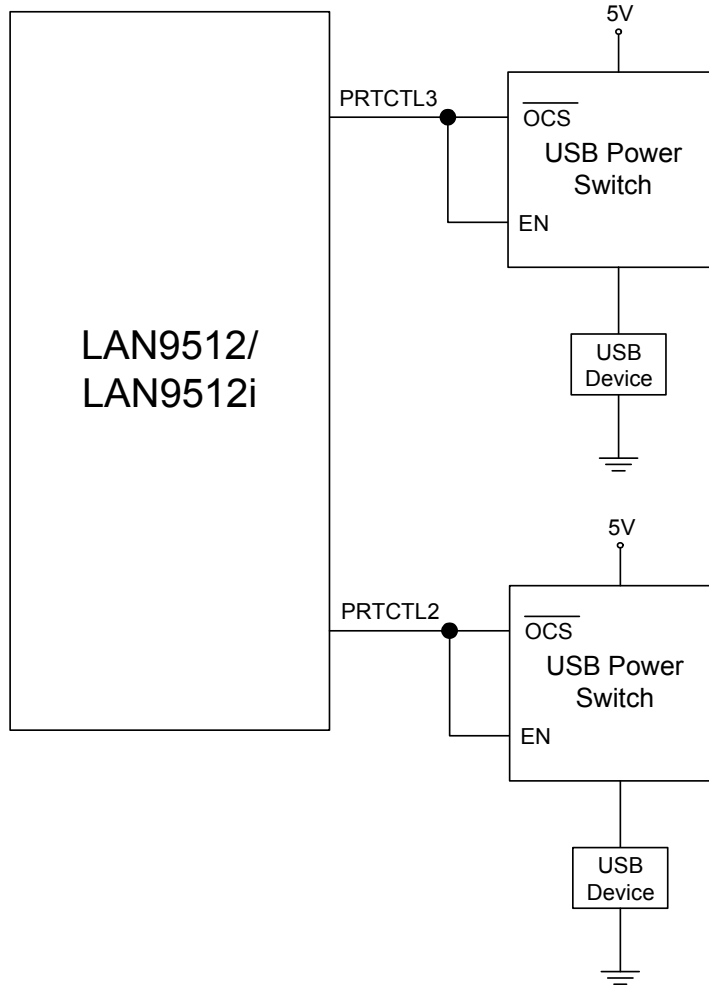 5V
PRTCTL3
OCS
USB Power
Switch
EN
LAN9512/
LAN9512i
USB
Device
5V
PRTCTL2
OCS
USB Power
Switch
EN
USB
Device